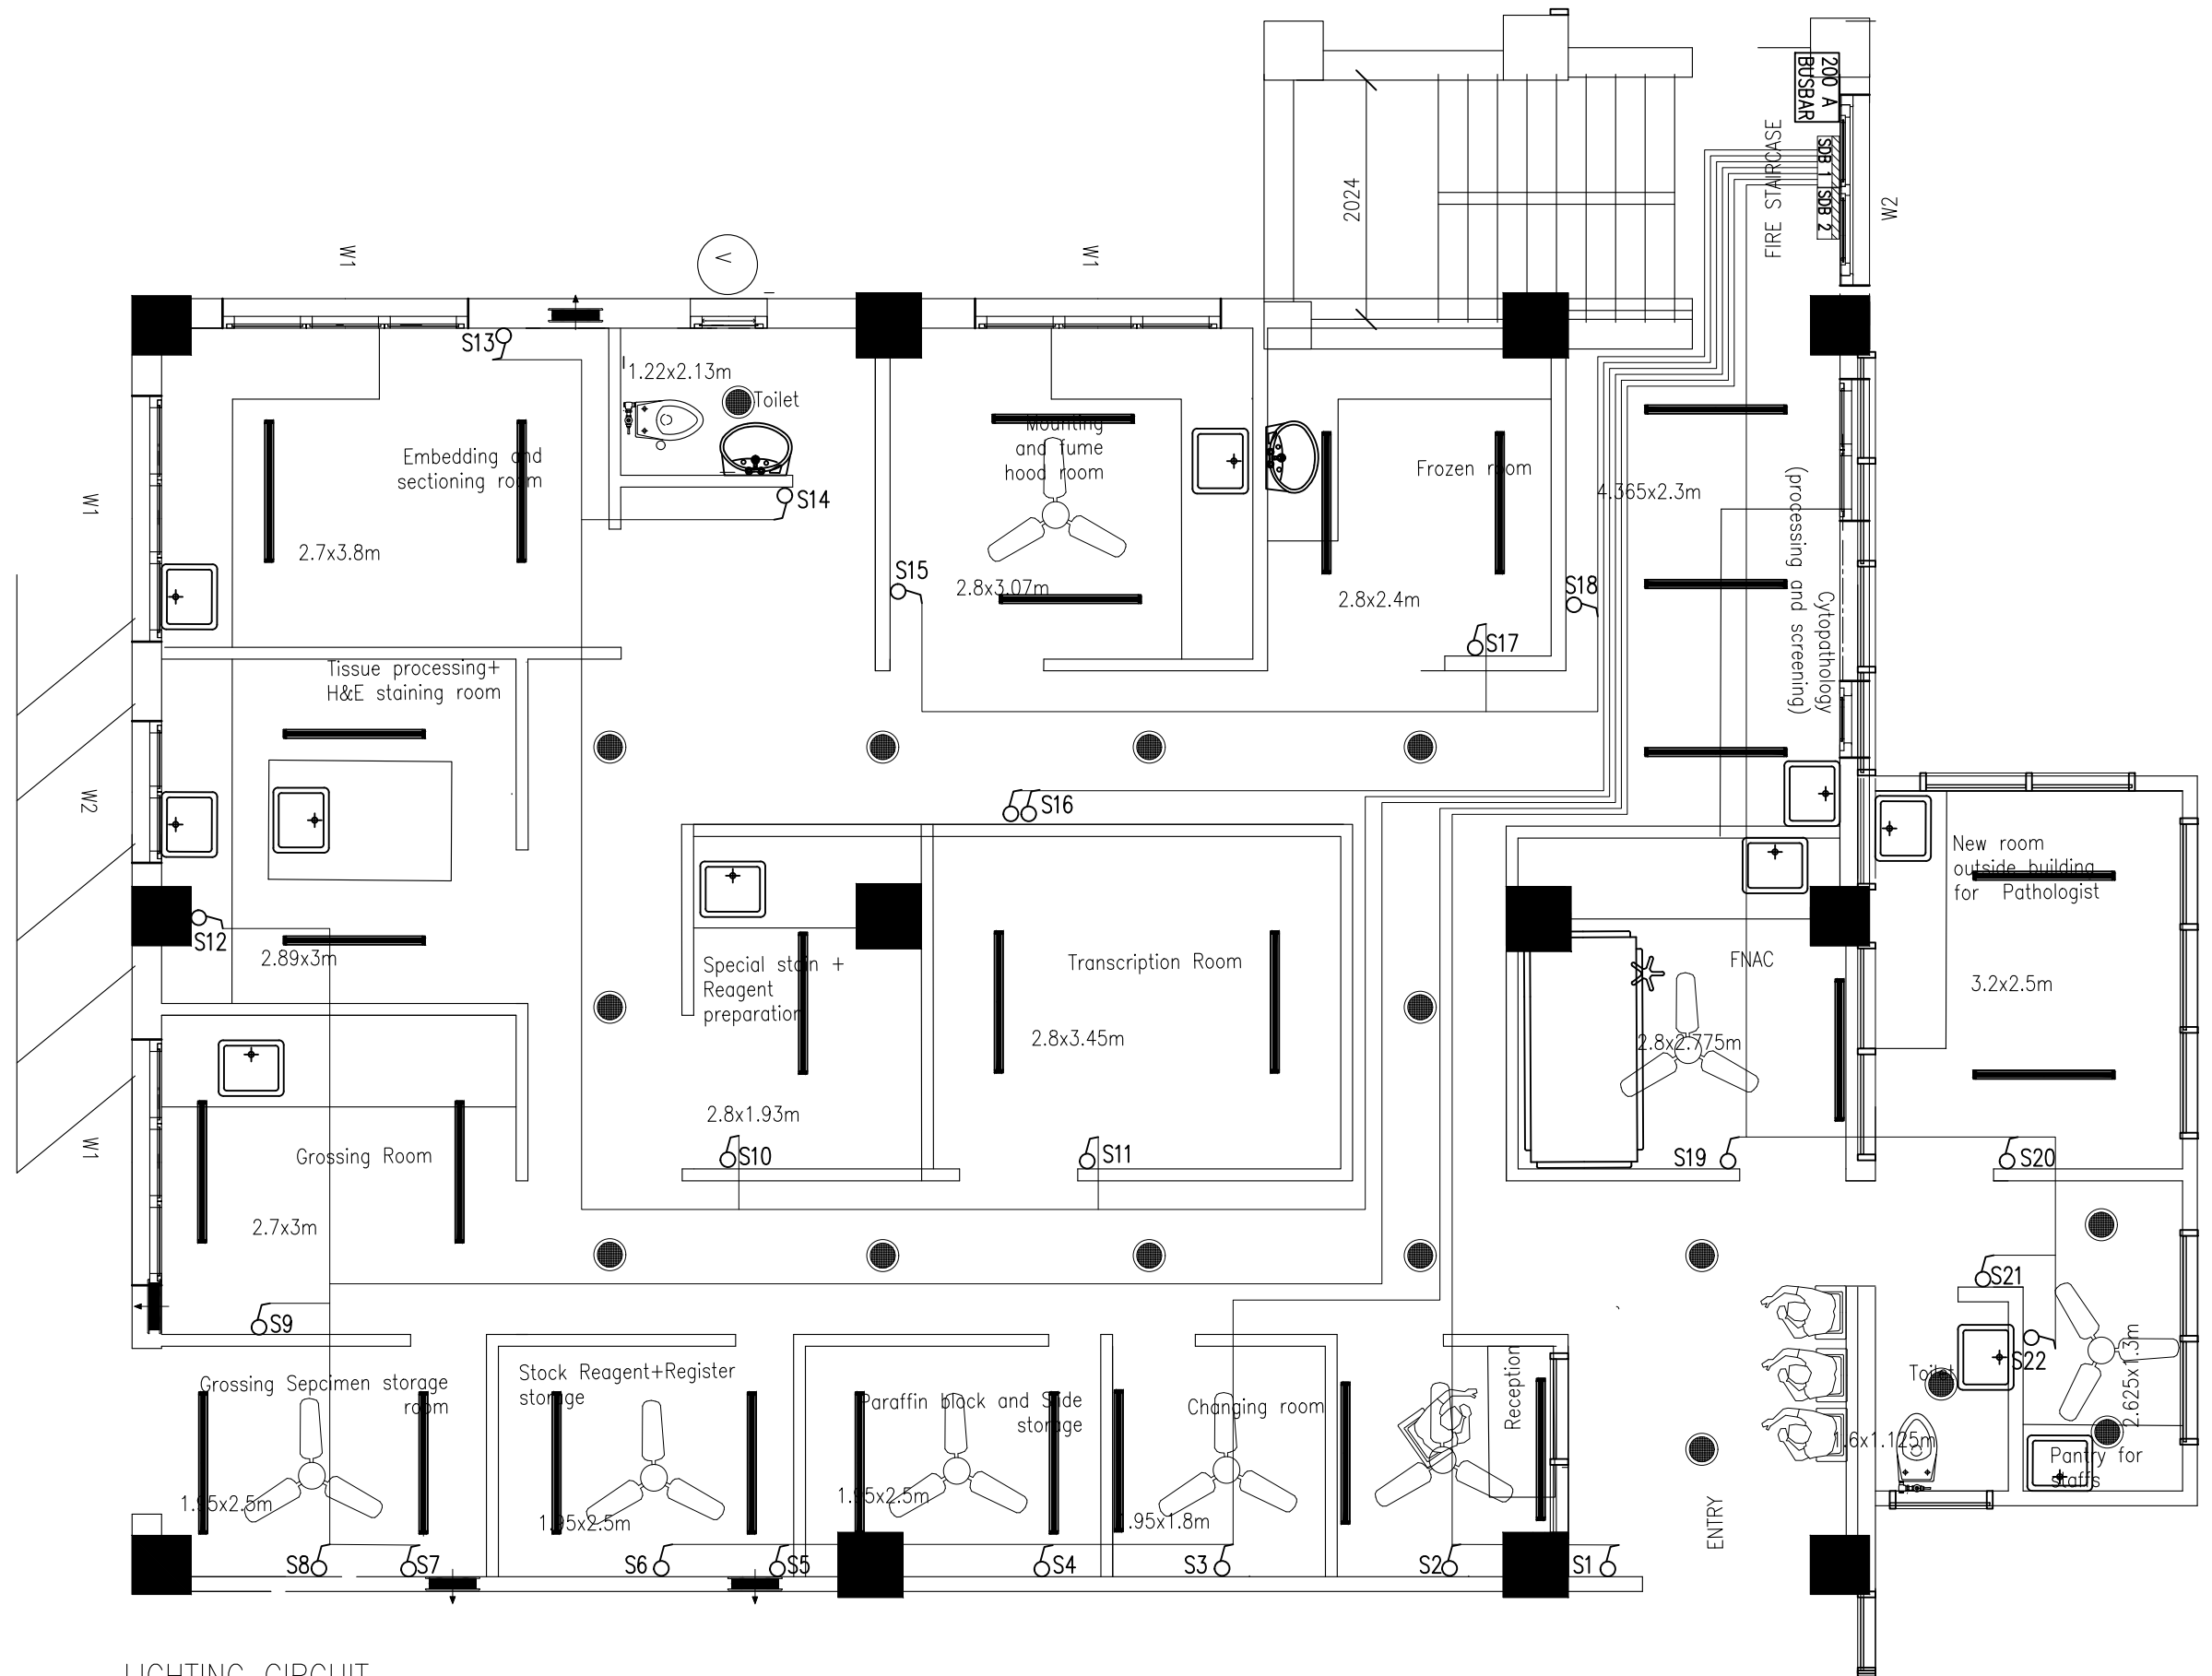 200 A
BUSBAR
SDB 1
SDB 2
FIRE STAIRCASE
W2
2024
W1
V
W1
S13
1.22x2.13m
Toilet
Embedding and
sectioning room
2.7x3.8m
S14
Mounting
and fume
hood room
S15
2.8x3.07m
Frozen room
2.8x2.4m
S17
S18
4.365x2.3m
Cytopathology
(processing and screening)
W1
Tissue processing+
H&E staining room
W2
S16
S12
2.89x3m
Special stain +
Reagent
preparation
2.8x1.93m
S10
Transcription Room
2.8x3.45m
S11
FNAC
2.8x2.775m
S19
New room
outside building
for Pathologist
3.2x2.5m
S20
W1
Grossing Room
2.7x3m
S9
S21
S22
Grossing Sepcimen storage
room
1.95x2.5m
S8
S7
Stock Reagent+Register
storage
1.95x2.5m
S6
S5
Paraffin block and Slide
storage
1.95x2.5m
S4
Changing room
1.95x1.8m
S3
Reception
S2
S1
ENTRY
Toilet
1.6x1.125m
2.625x1.3m
Pantry for
staffs
LIGHTING CIRCUIT